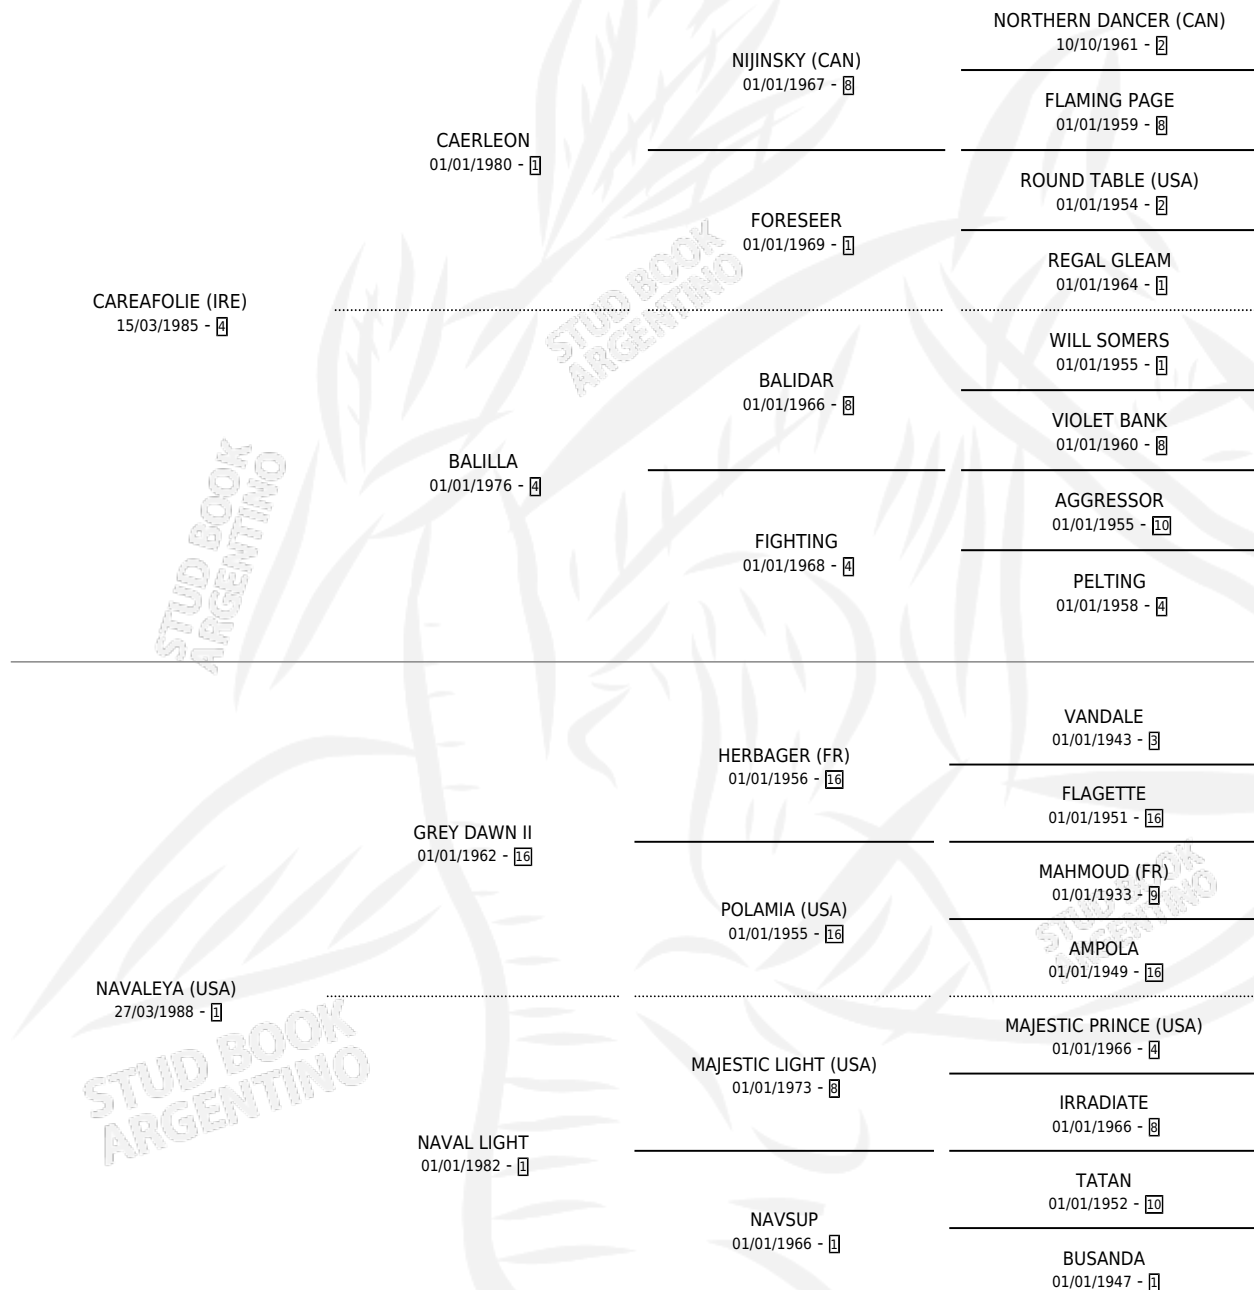 NORTHERN DANCER (CAN)
10/10/1961 - 2
NIJINSKY (CAN)
01/01/1967 - 8
FLAMING PAGE
01/01/1959 - 8
CAERLEON
01/01/1980 - 1
ROUND TABLE (USA)
01/01/1954 - 2
FORESEER
01/01/1969 - 1
REGAL GLEAM
01/01/1964 - 1
CAREAFOLIE (IRE)
15/03/1985 - 4
WILL SOMERS
01/01/1955 - 1
BALIDAR
01/01/1966 - 8
VIOLET BANK
01/01/1960 - 8
BALILLA
01/01/1976 - 4
AGGRESSOR
01/01/1955 - 10
FIGHTING
01/01/1968 - 4
PELTING
01/01/1958 - 4
VANDALE
01/01/1943 - 3
HERBAGER (FR)
01/01/1956 - 16
FLAGETTE
01/01/1951 - 16
GREY DAWN II
01/01/1962 - 16
MAHMOUD (FR)
01/01/1933 - 9
POLAMIA (USA)
01/01/1955 - 16
AMPOLA
01/01/1949 - 16
NAVALEYA (USA)
27/03/1988 - 1
MAJESTIC PRINCE (USA)
01/01/1966 - 4
MAJESTIC LIGHT (USA)
01/01/1973 - 8
IRRADIATE
01/01/1966 - 8
NAVAL LIGHT
01/01/1982 - 1
TATAN
01/01/1952 - 10
NAVSUP
01/01/1966 - 1
BUSANDA
01/01/1947 - 1
STUD BOOK
ARGENTINO
STUD BOOK
ARGENTINO
STUD BOOK
ARGENTINO
STUD BOOK
ARGENTINO